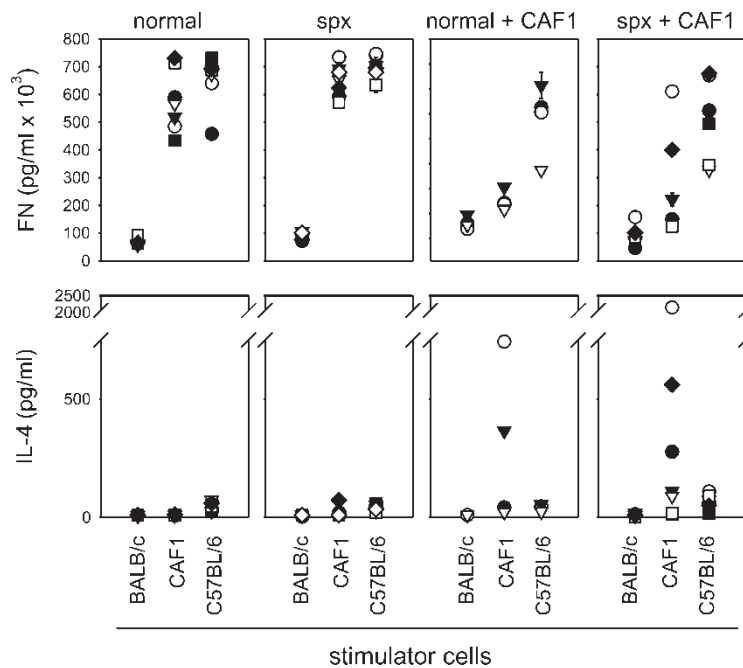 normal spx normal + CAF1 spx + CAF1
FN (pg/ml x 10³)
800
700
600
500
400
300
200
100
0
IL-4 (pg/ml)
2500
2000
500
0
BALB/c CAF1 C57BL/6 BALB/c CAF1 C57BL/6 BALB/c CAF1 C57BL/6 BALB/c CAF1 C57BL/6
stimulator cells